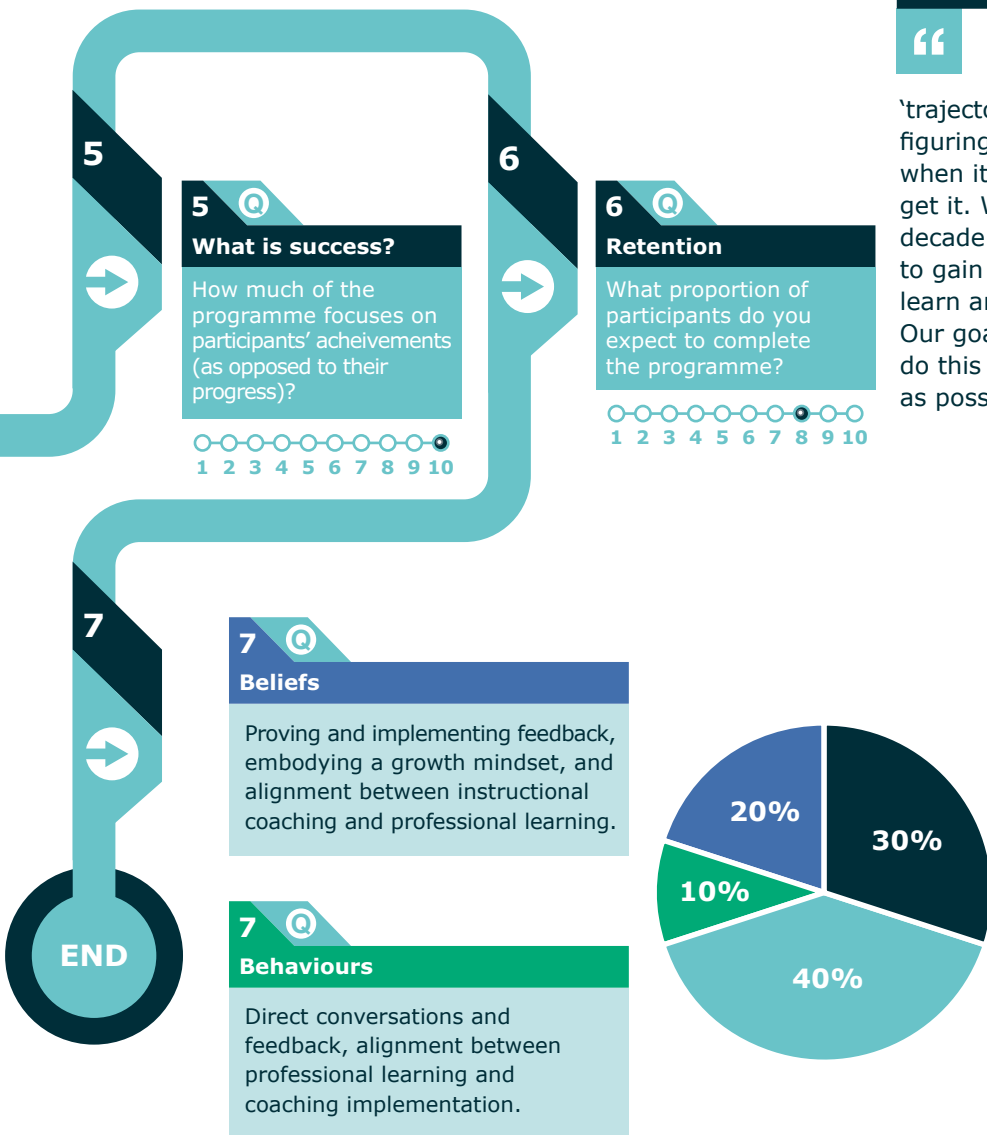 5
5 Q
What is success?
How much of the
programme focuses on
participants’ acheivements
(as opposed to their
progress)?
1 2 3 4 5 6 7 8 9 10
6
6 Q
Retention
What proportion of
participants do you
expect to complete
the programme?
1 2 3 4 5 6 7 8 9 10
“
‘traject
figuring
when it
get it. W
decade
to gain
learn a
Our goa
do this
as poss
7
7 Q
Beliefs
Proving and implementing feedback,
embodying a growth mindset, and
alignment between instructional
coaching and professional learning.
7 Q
Behaviours
Direct conversations and
feedback, alignment between
professional learning and
coaching implementation.
END
20%
30%
10%
40%